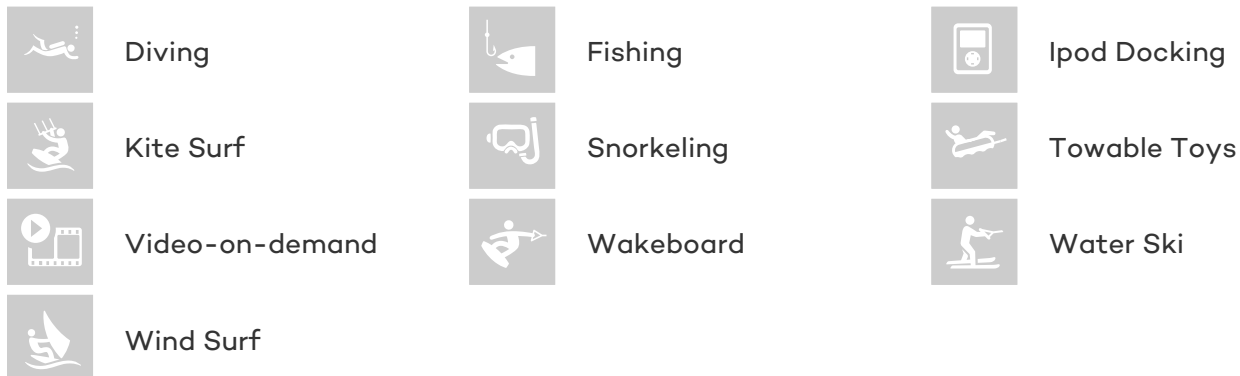 Diving
Fishing
Ipod Docking
Kite Surf
Snorkeling
Towable Toys
Video-on-demand
Wakeboard
Water Ski
Wind Surf